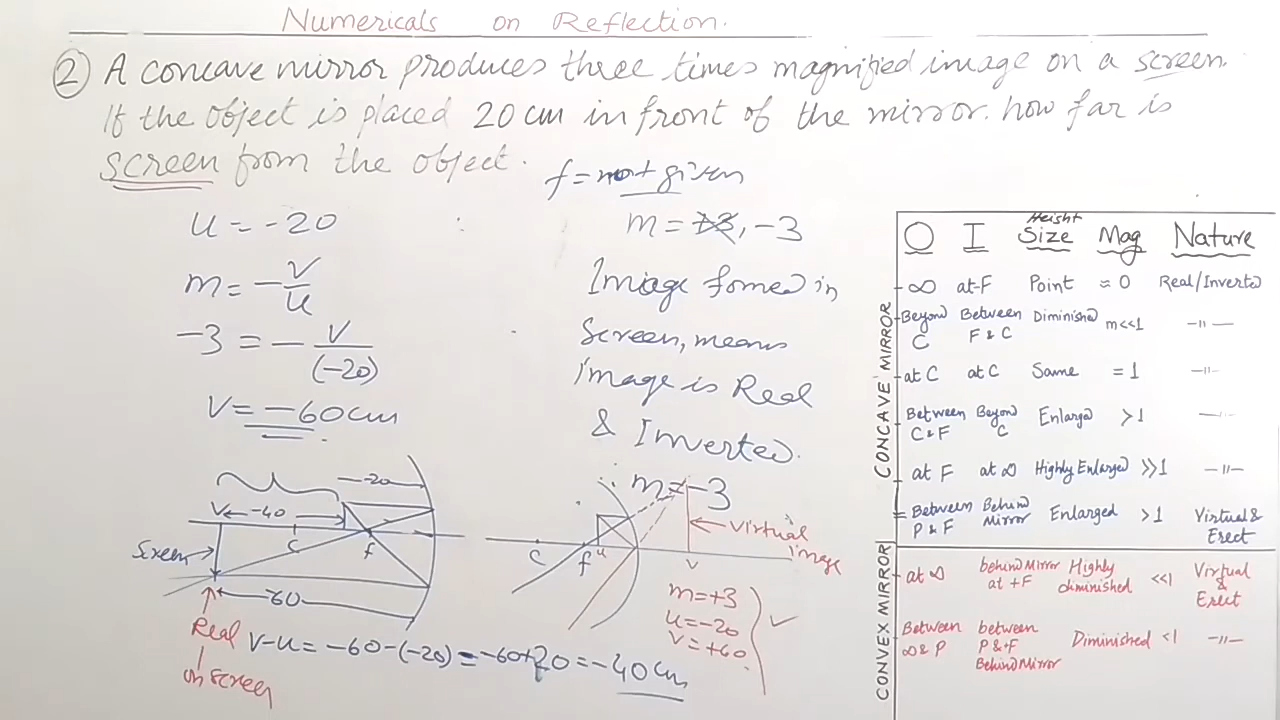 Numericals on Reflection.
② A concave mirror produces three times magnified image on a screen.
If the object is placed 20 cm in front of the mirror. how far is
screen from the object.
f = not given
u = -20
m = +3, -3
m = -v/u
Image fomed in
-3 = -v/(-20)
Screen, means
image is Real
v = -60cm
& Inverted.
m = -3
-20
v -40
C
f
Screen
60
Real
on screen
v-u = -60-(-20) = -60+20 = -40 cm
C
f
u
v
virtual
image
m=+3
u=-20
v=+60
✓
O I Height Size Mag Nature
CONCAVE MIRROR
∞ at-F Point ≈ 0 Real/Inverted
Beyond C Between F & C Diminished m<<1 -〃-
at C at C Same = 1 -〃-
Between C & F Beyond C Enlarged >1 -〃-
at F at ∞ Highly Enlarged >>1 -〃-
Between P & F Behind Mirror Enlarged >1 Virtual & Erect
CONVEX MIRROR
at ∞ behind Mirror at +F Highly diminished <<1 Virtual & Erect
Between ∞ & P between P & F Behind Mirror Diminished <1 -〃-